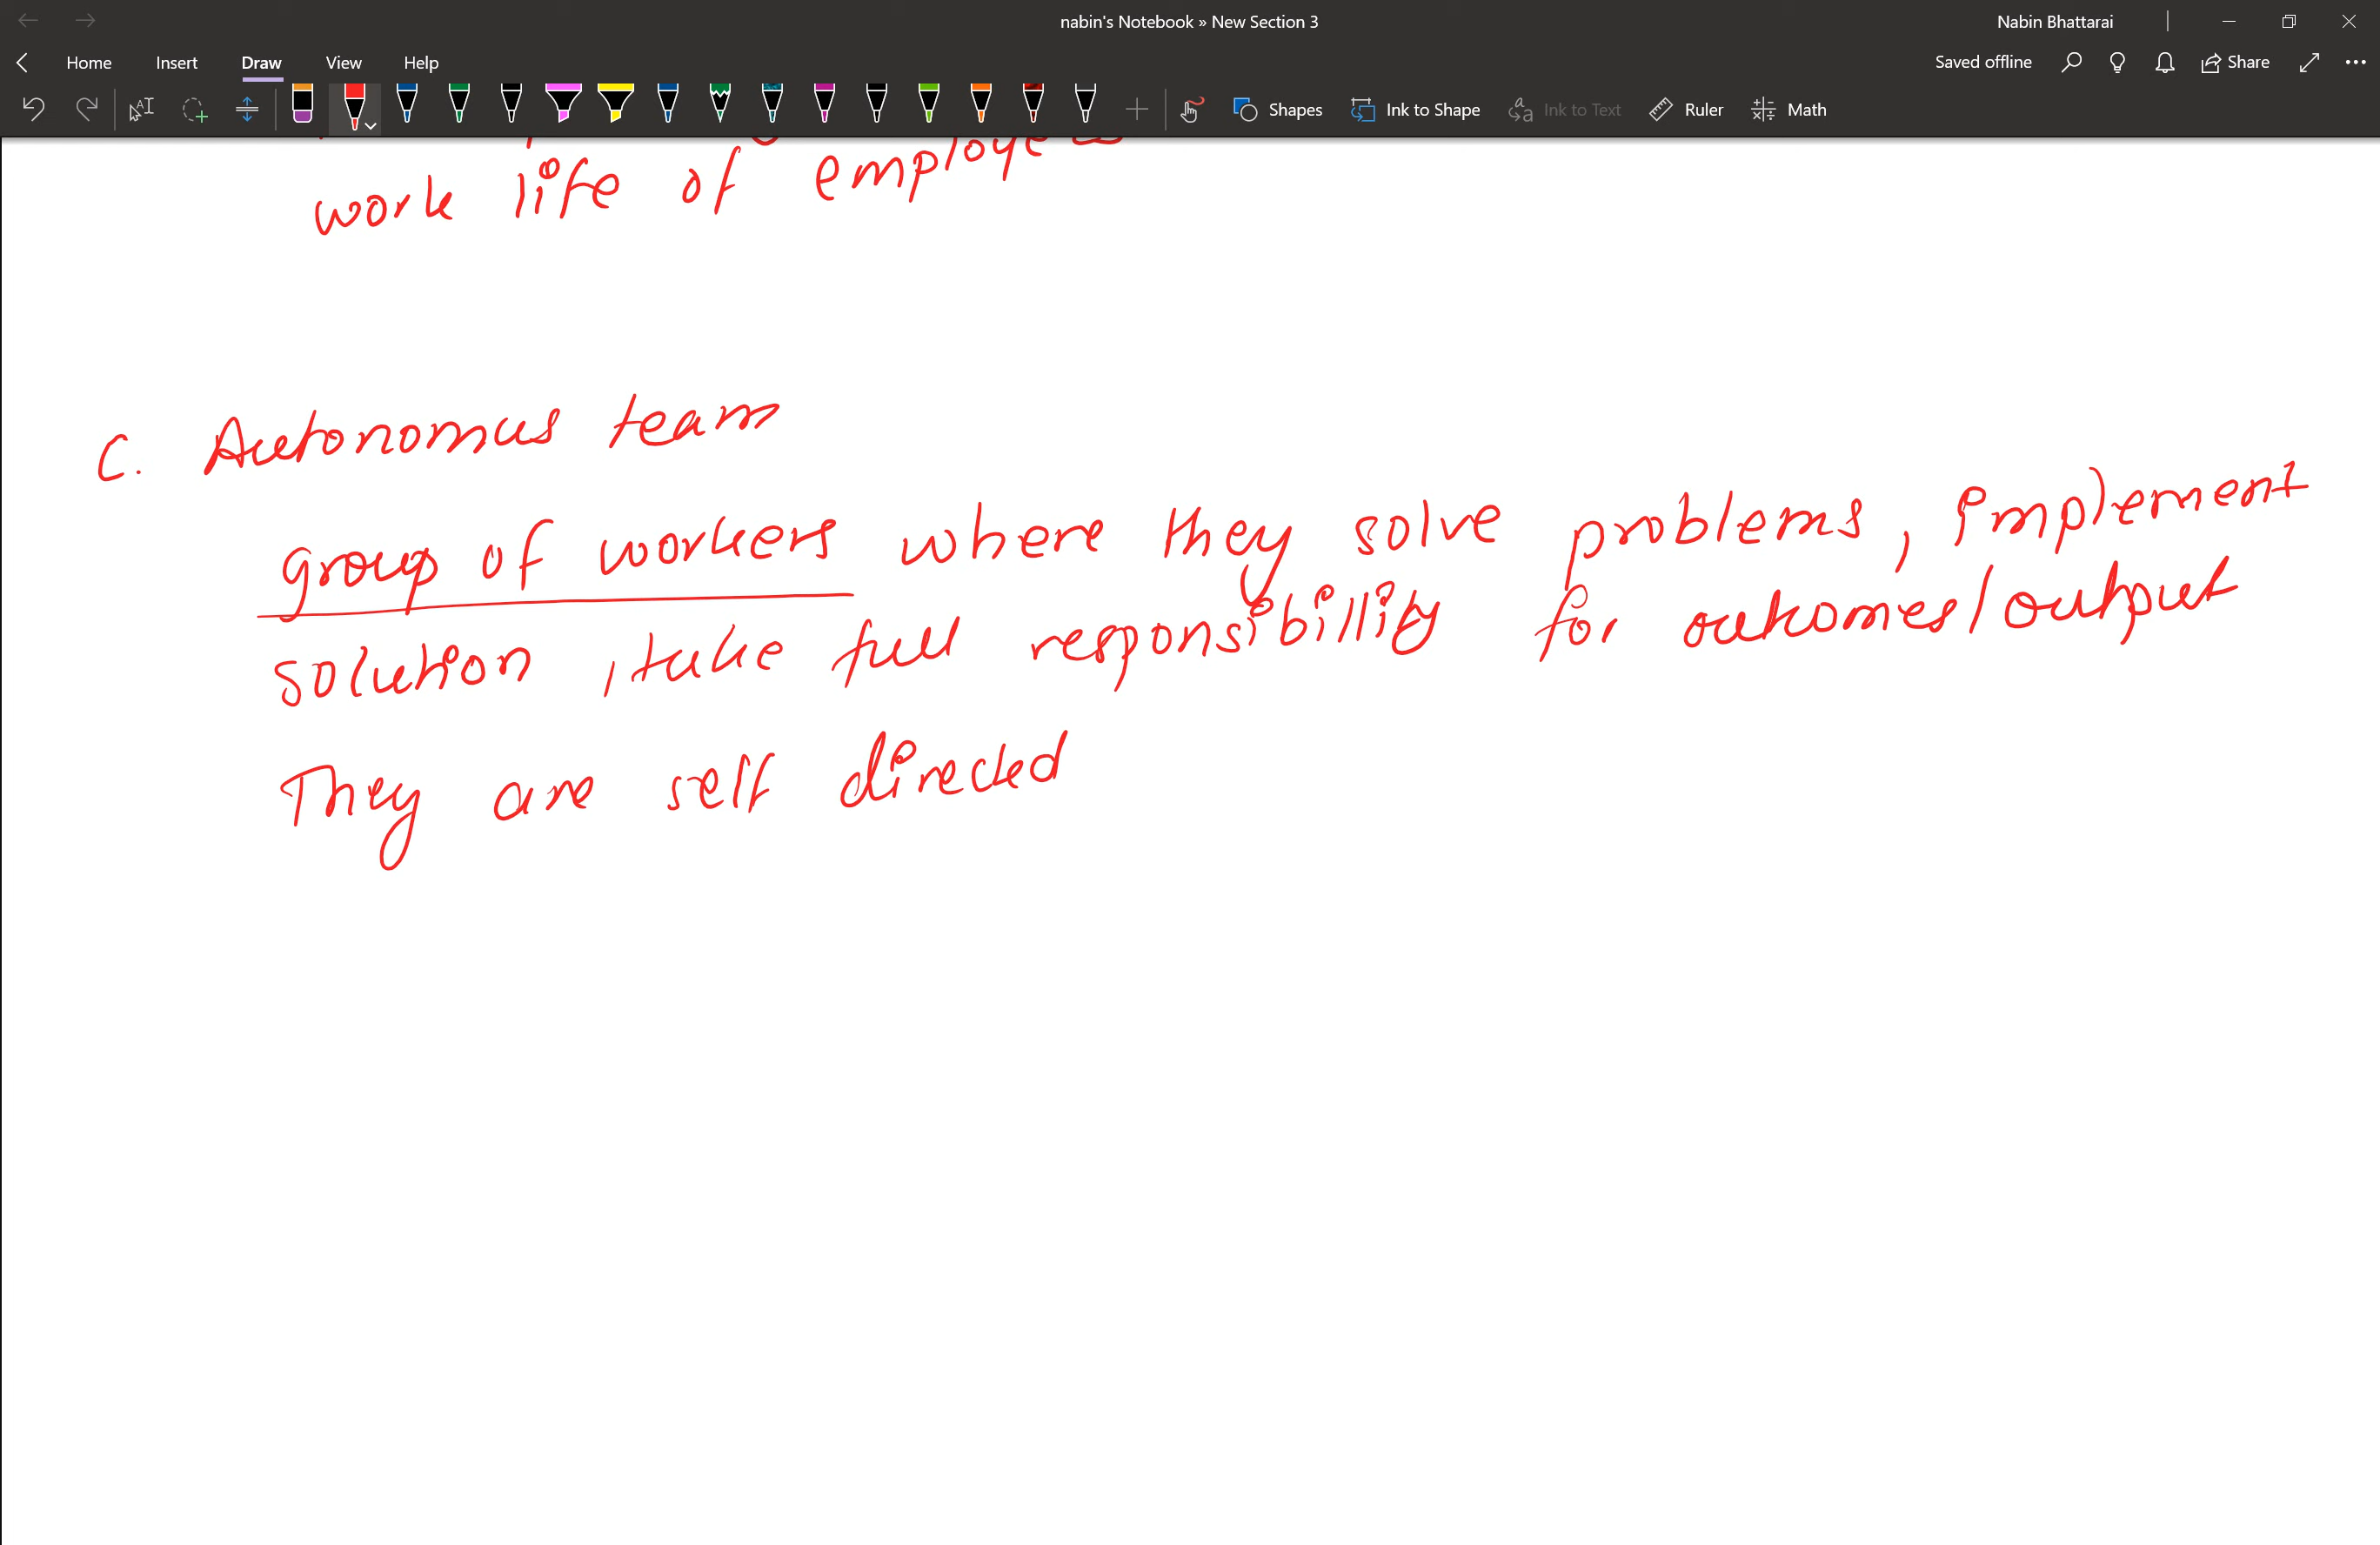 nabin's Notebook » New Section 3
Nabin Bhattarai
Home Insert Draw View Help
Saved offline
Share
Shapes Ink to Shape Ink to Text Ruler Math
work life of employees
C. Autonomus team
group of workers where they solve problems, implement
solution, take full responsibillity for outcomes/output
They are self directed